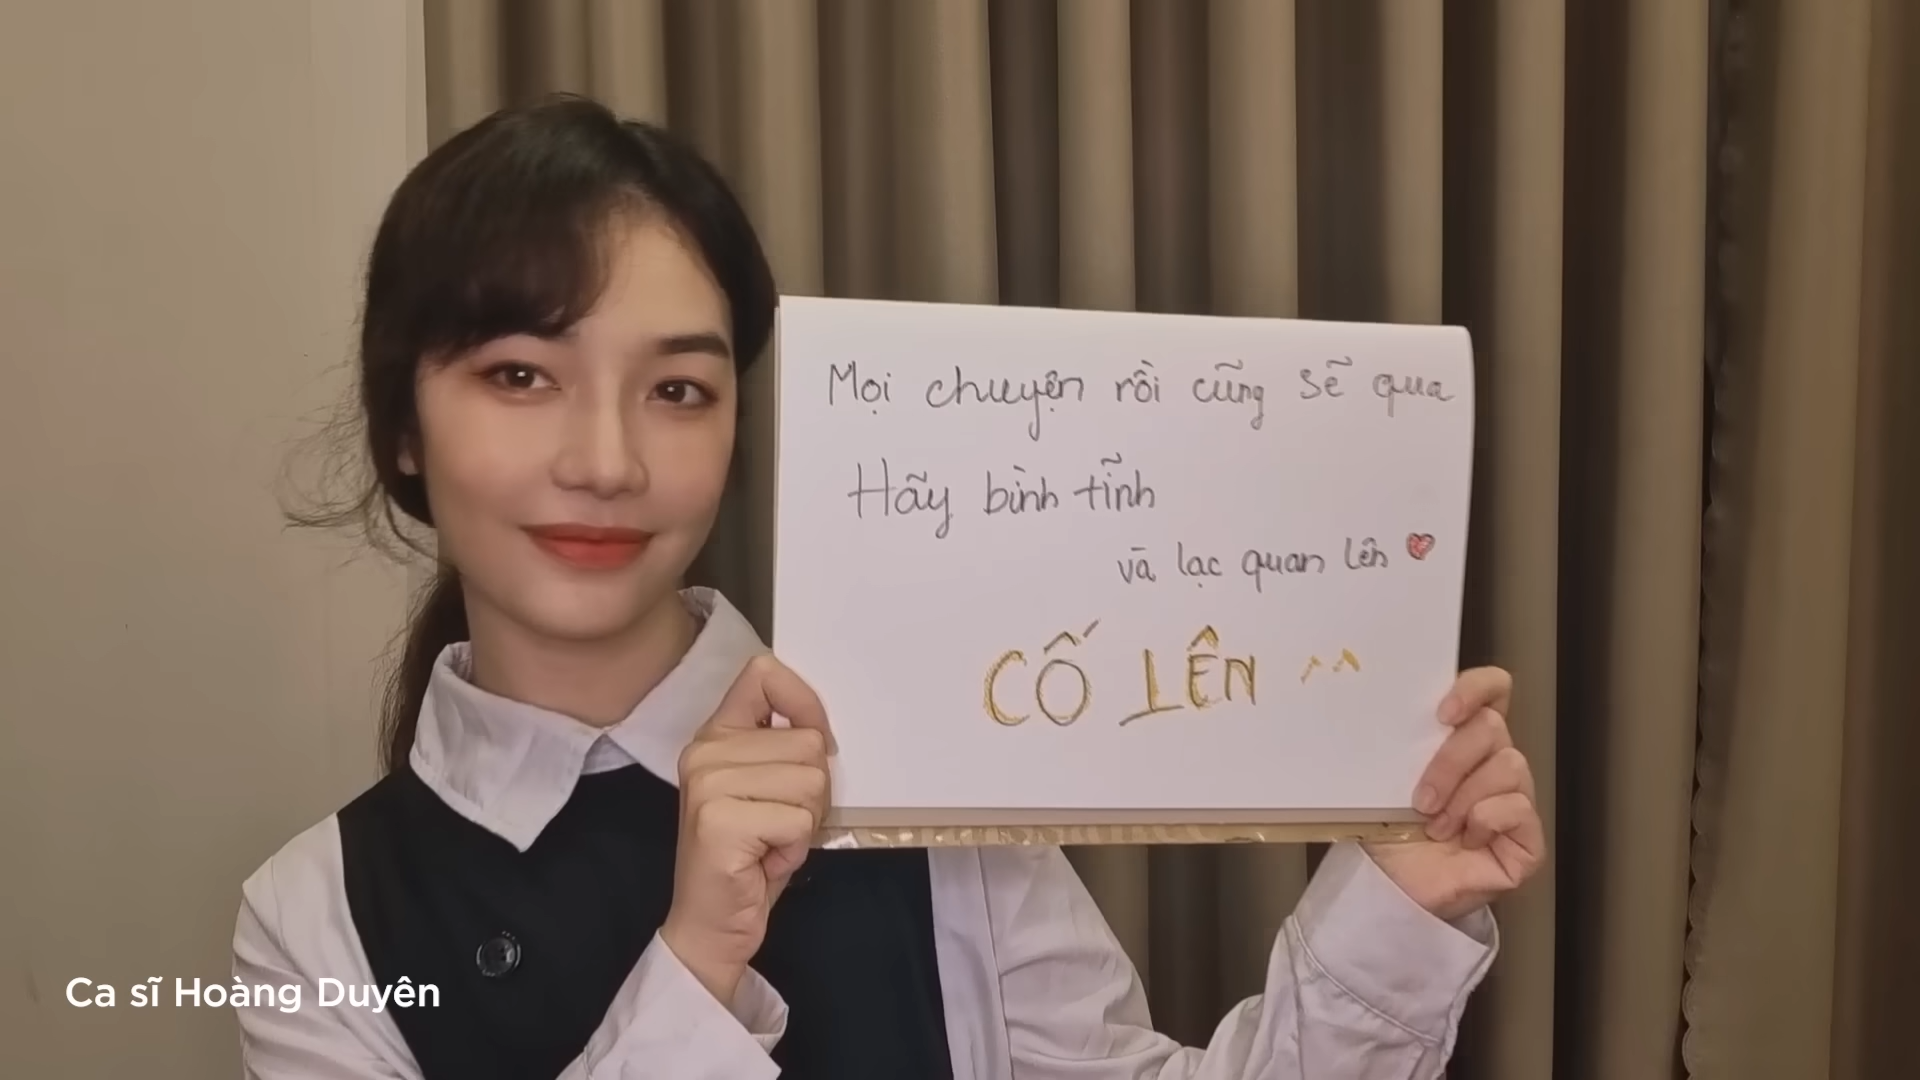 Mọi chuyện rồi cũng sẽ qua
Hãy bình tĩnh
và lạc quan lên ♥
CỐ LÊN ^^
Ca sĩ Hoàng Duyên